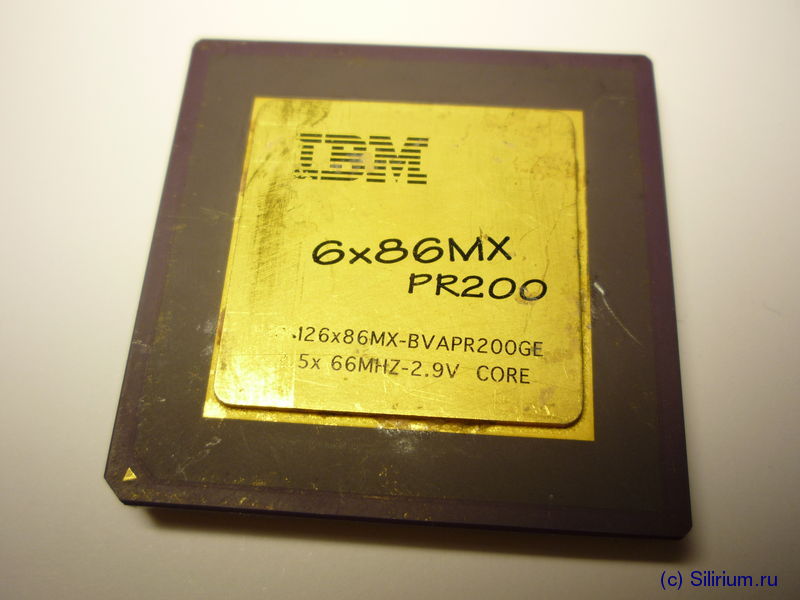 IBM
6x86MX
PR200
26x86MX-BVAPR200GE
5x 66MHZ-2.9V CORE
(c) Silirium.ru